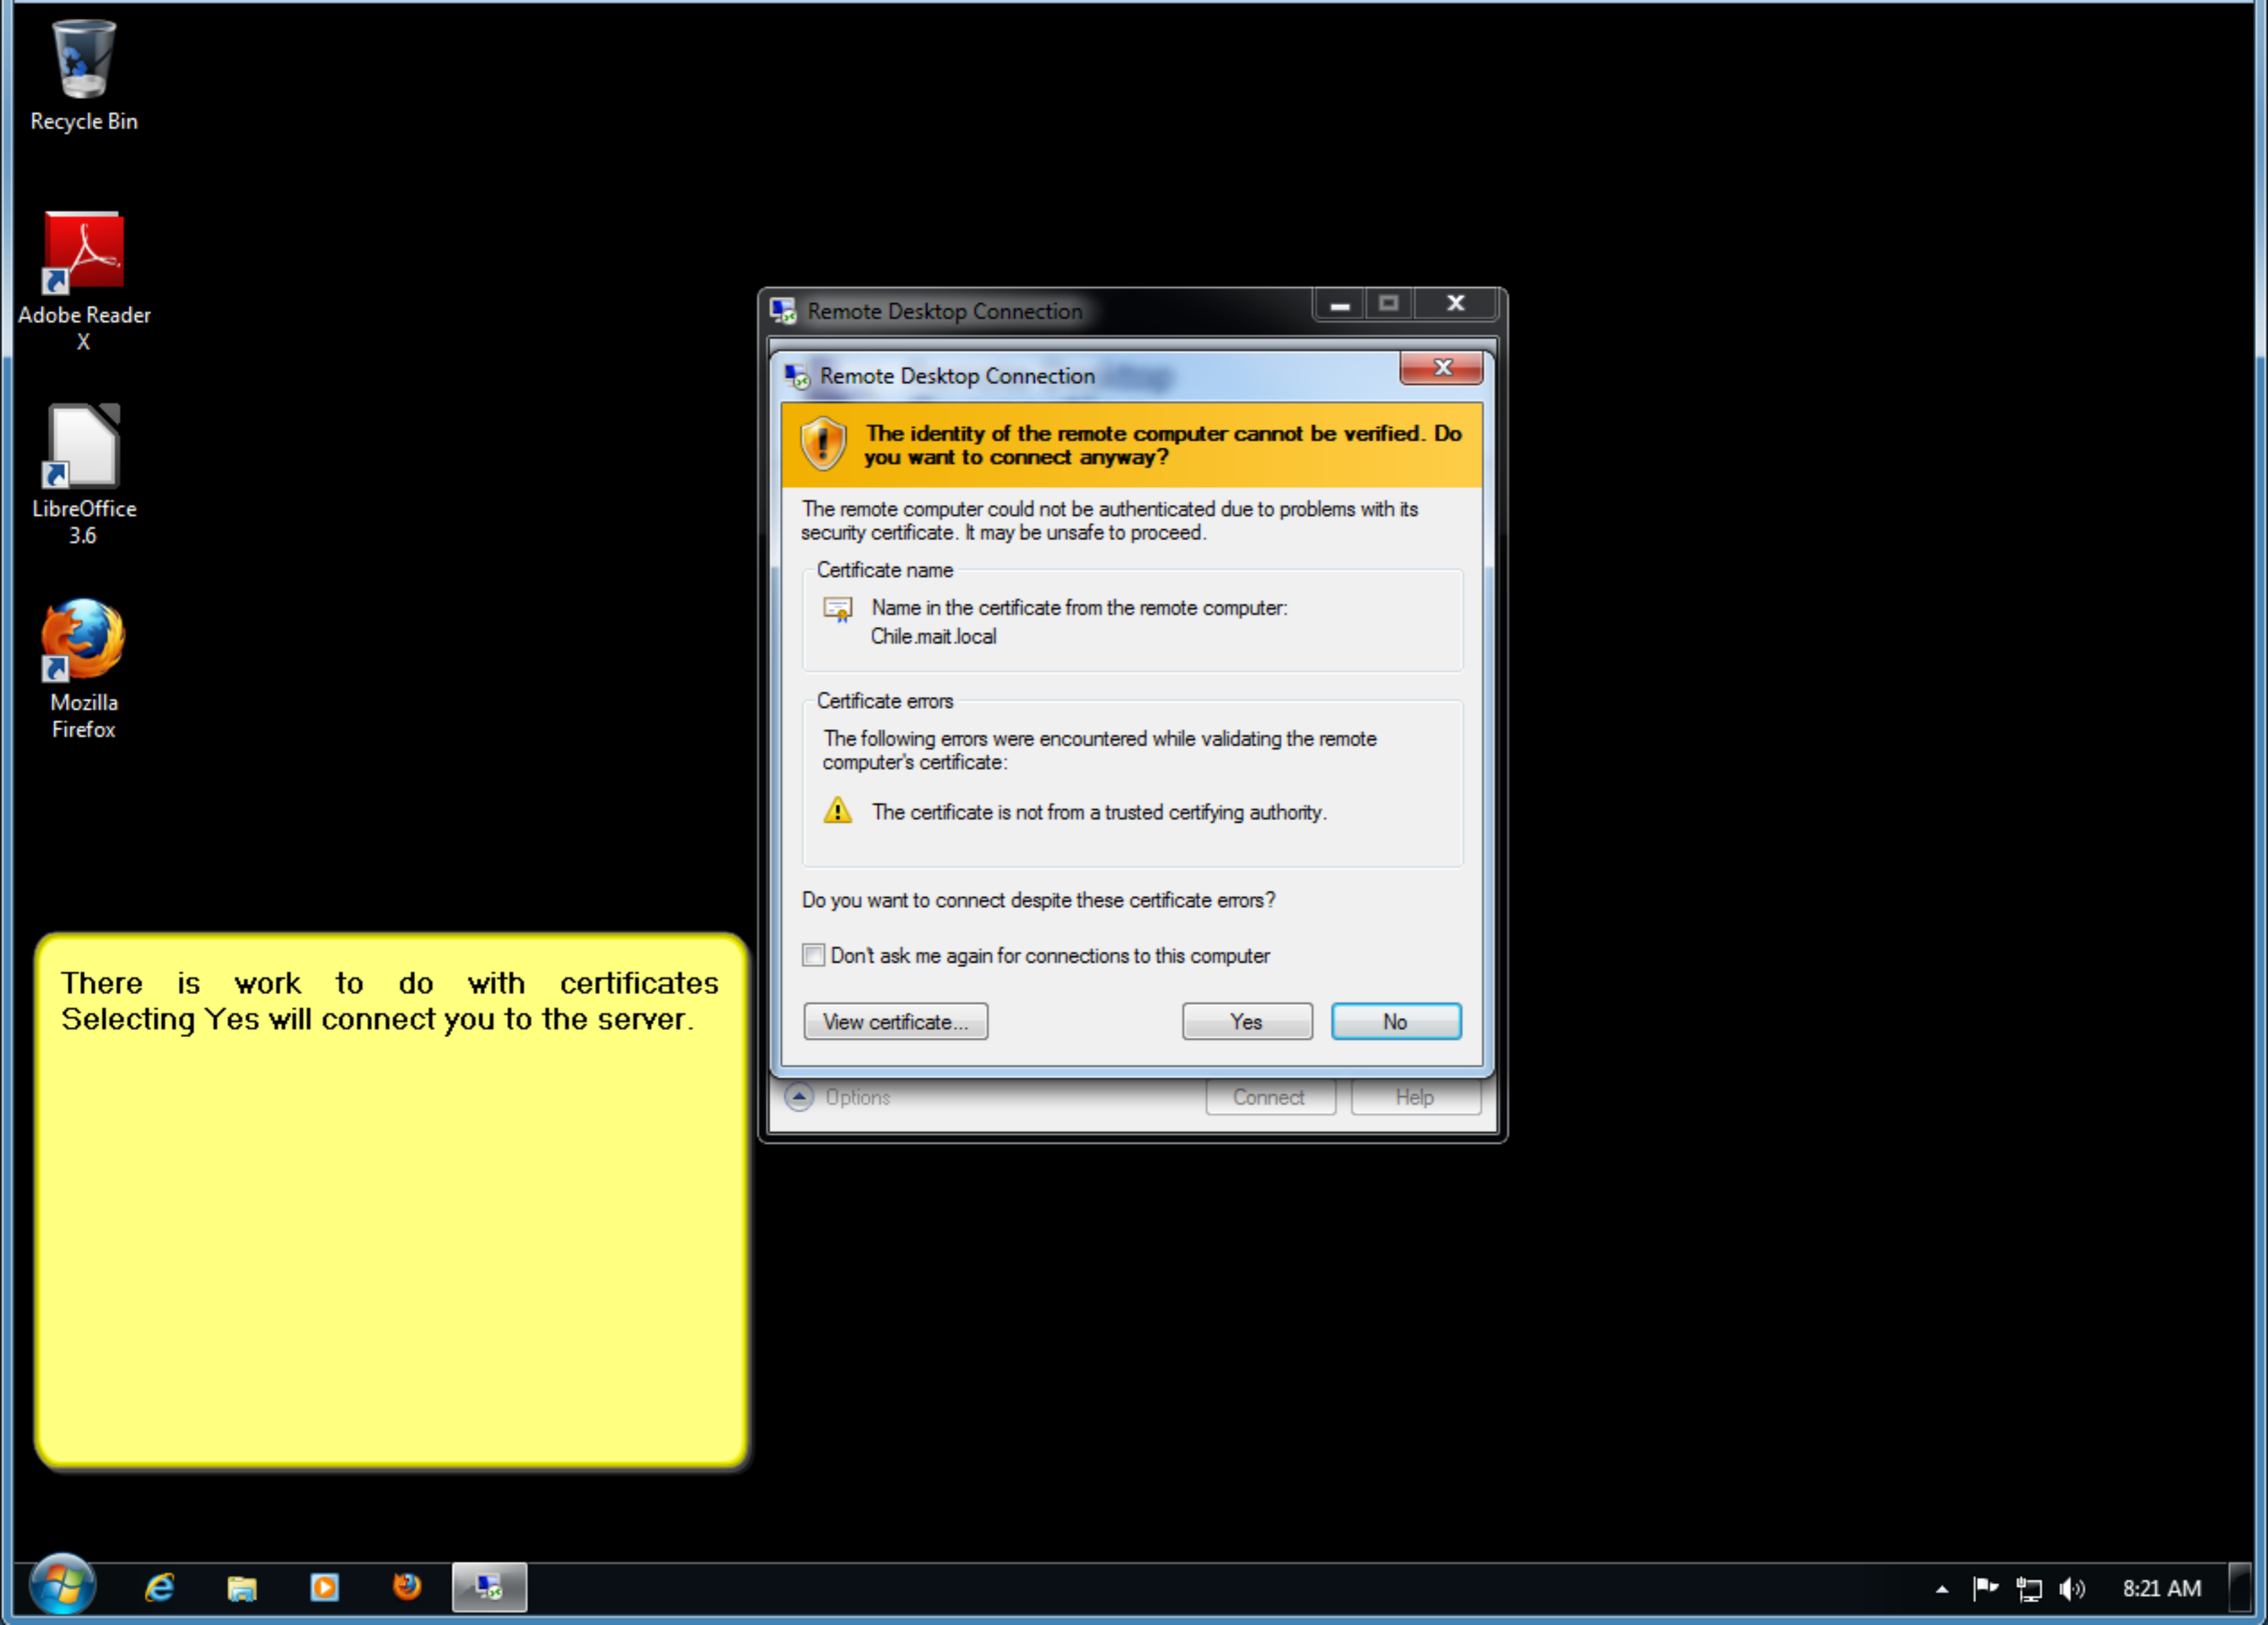 Recycle Bin
Adobe Reader
X
LibreOffice
3.6
Mozilla
Firefox
Remote Desktop Connection
Remote Desktop Connection
The identity of the remote computer cannot be verified. Do
you want to connect anyway?
The remote computer could not be authenticated due to problems with its
security certificate. It may be unsafe to proceed.
Certificate name
Name in the certificate from the remote computer:
Chile.mait.local
Certificate errors
The following errors were encountered while validating the remote
computer's certificate:
The certificate is not from a trusted certifying authority.
Do you want to connect despite these certificate errors?
Don't ask me again for connections to this computer
View certificate...
Yes
No
Options
Connect
Help
There is work to do with certificates
Selecting Yes will connect you to the server.
8:21 AM